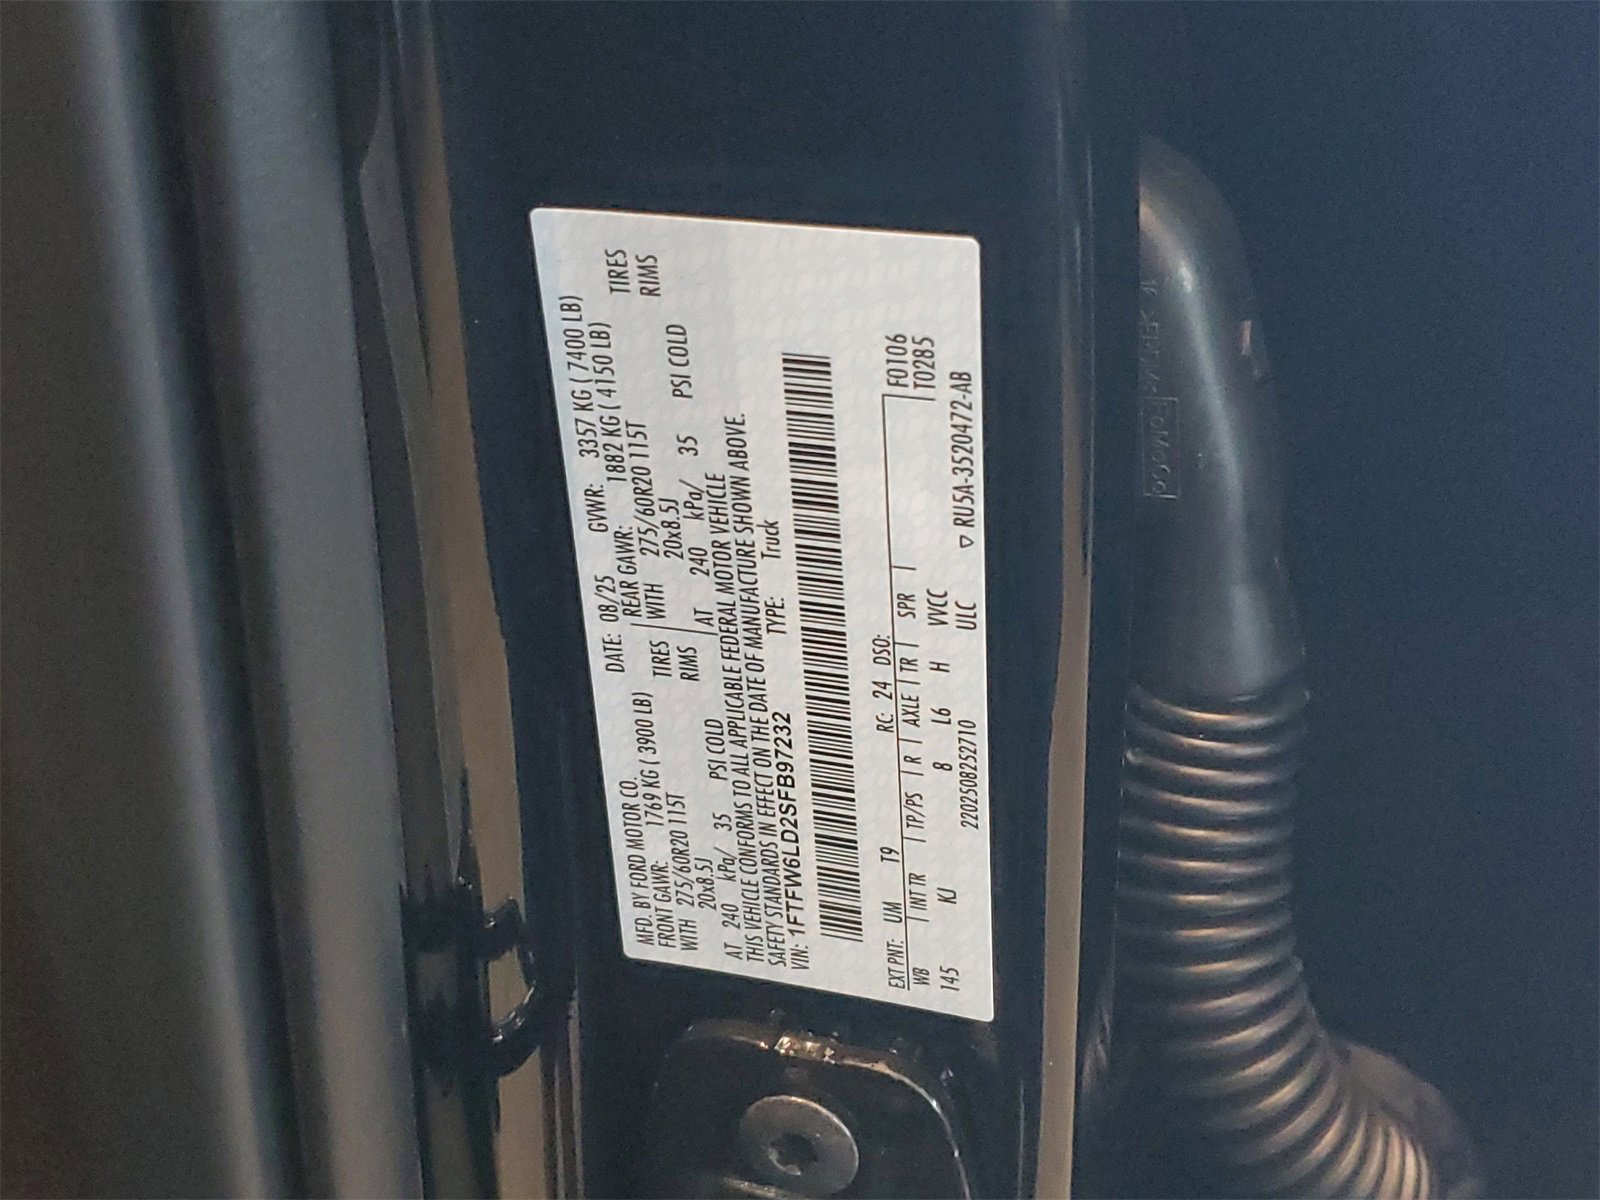 MFD. BY FORD MOTOR CO. DATE: 08/25 GVWR: 3357 KG ( 7400 LB)
FRONT GAWR: 1769 KG ( 3900 LB) REAR GAWR: 1882 KG ( 4150 LB)
WITH 275/60R20 115T TIRES WITH 275/60R20 115T TIRES
20x8.5J RIMS 20x8.5J RIMS
AT 240 kPa/ 35 PSI COLD AT 240 kPa/ 35 PSI COLD
THIS VEHICLE CONFORMS TO ALL APPLICABLE FEDERAL MOTOR VEHICLE
SAFETY STANDARDS IN EFFECT ON THE DATE OF MANUFACTURE SHOWN ABOVE.
VIN: 1FTFW6LD2SFB97232 TYPE: Truck
EXT PNT: UM T9 RC: 24 DSO: F0106
WB INT TR TP/PS R AXLE TR SPR T0285
145 KJ 8 L6 H VCC
22025082527​10 ULC ▽ RU5A-3520472-AB